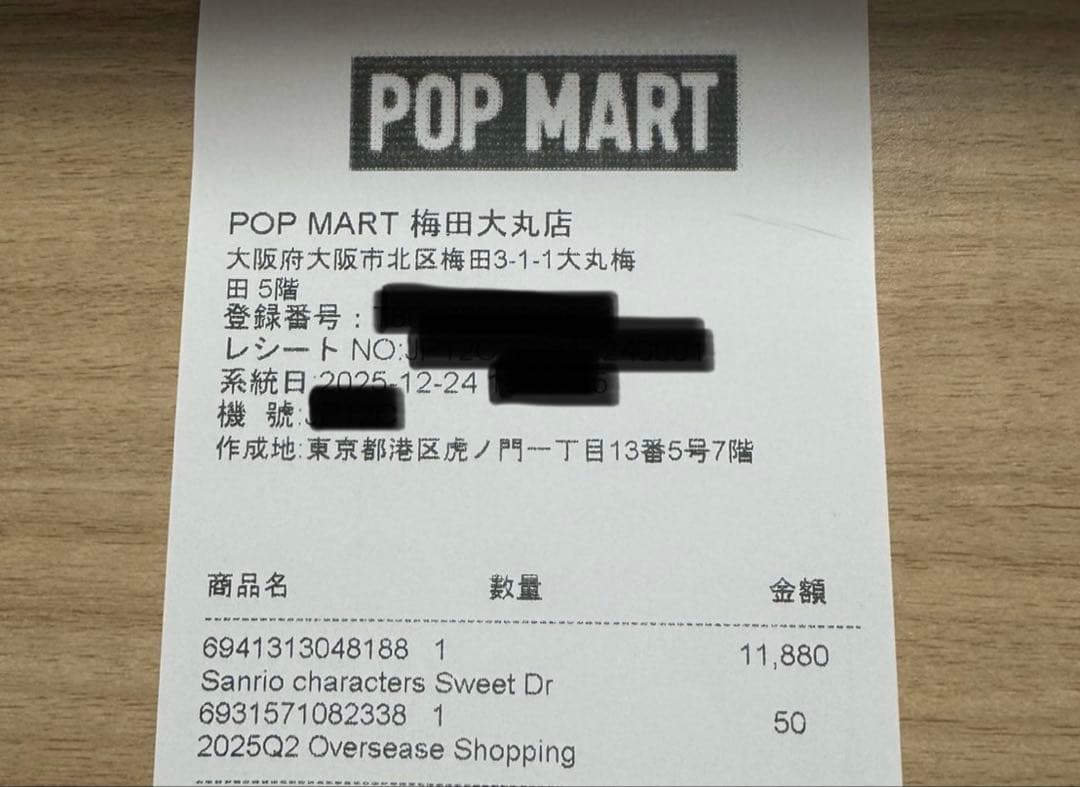 POP MART
POP MART 梅田大丸店
大阪府大阪市北区梅田3-1-1大丸梅
田 5階
登録番号:
レシート NO:
系統日:2025-12-24
機 號:
作成地:東京都港区虎ノ門一丁目13番5号7階
商品名 数量 金額
6941313048188 1 11,880
Sanrio characters Sweet Dr
6931571082338 1 50
2025Q2 Oversease Shopping